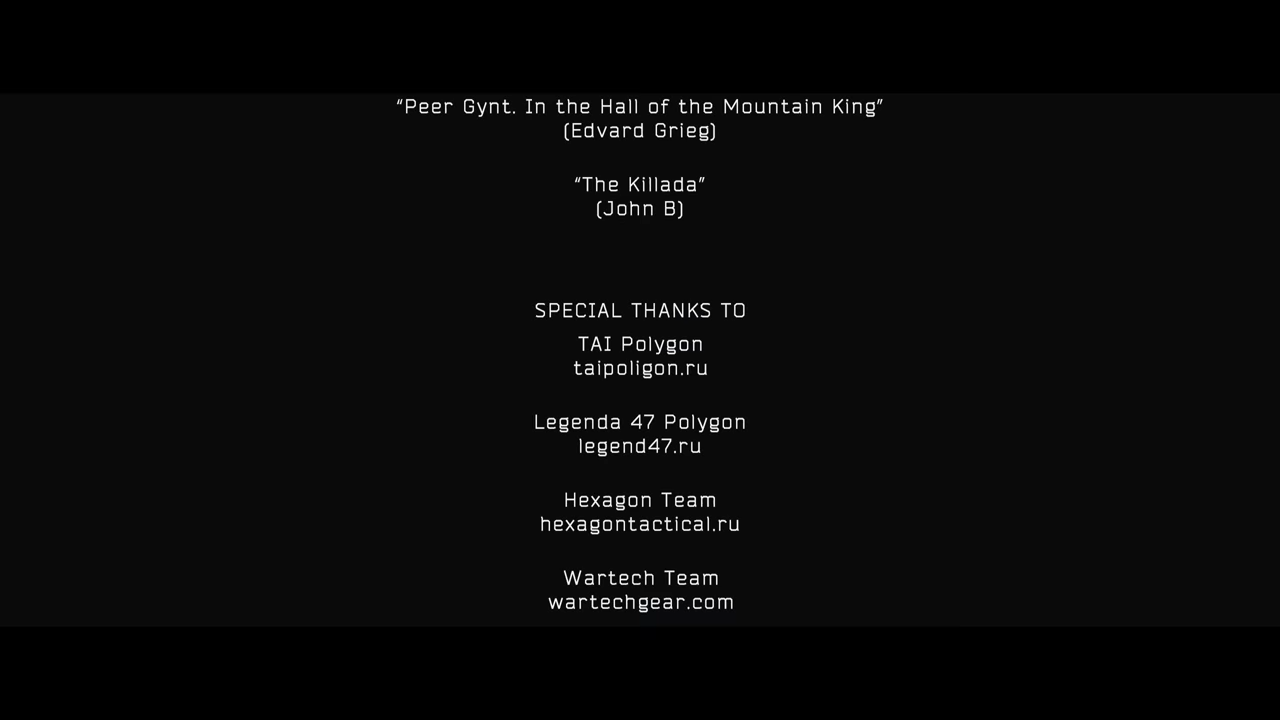 “Peer Gynt. In the Hall of the Mountain King”
(Edvard Grieg)
“The Killada”
(John B)
SPECIAL THANKS TO
TAI Polygon
taipoligon.ru
Legenda 47 Polygon
legend47.ru
Hexagon Team
hexagontactical.ru
Wartech Team
wartechgear.com